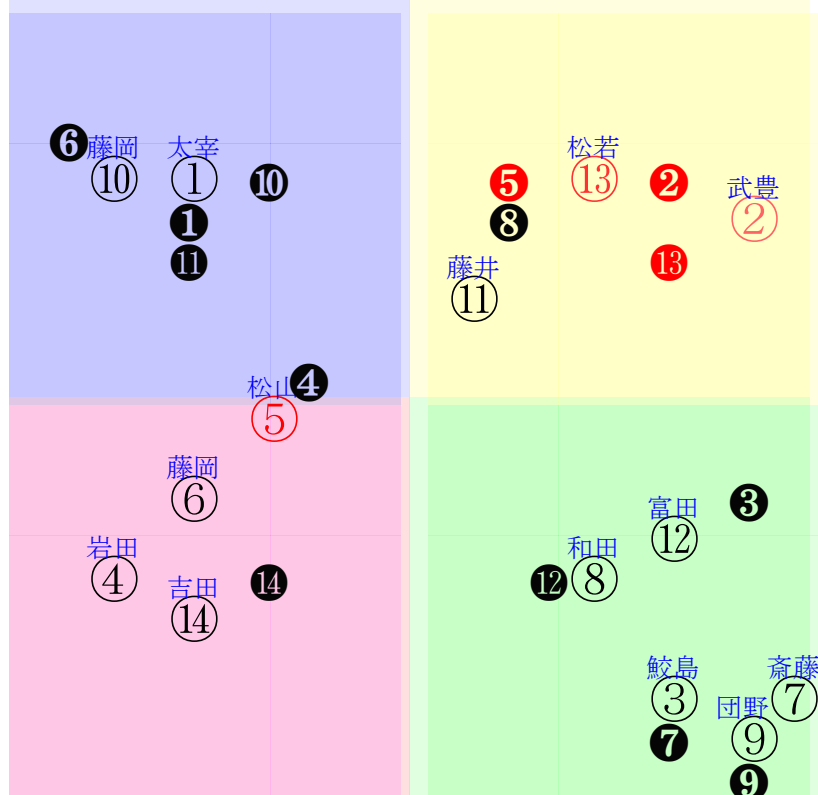 ❻
藤岡
⑩
太宰
①
❿
❶
⓫
松若
⑬
❺
❽
❷
武豊
②
藤井
⑪
⓭
松山
❹
⑤
藤岡
⑥
岩田
④
吉田
⑭
⓮
富田
⑫
❸
和田
⑧
⓬
鮫島
③
❼
斎藤
⑦
団野
⑨
❾